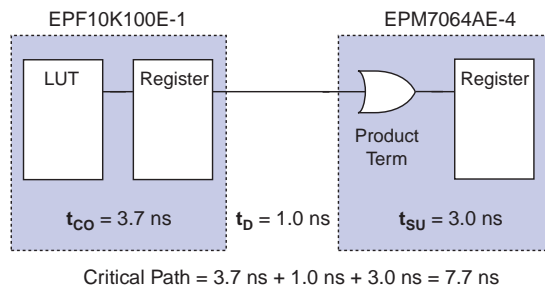 EPF10K100E-1
EPM7064AE-4
LUT
Register
Register
Product
Term
tCO = 3.7 ns
tD = 1.0 ns
tSU = 3.0 ns
Critical Path = 3.7 ns + 1.0 ns + 3.0 ns = 7.7 ns